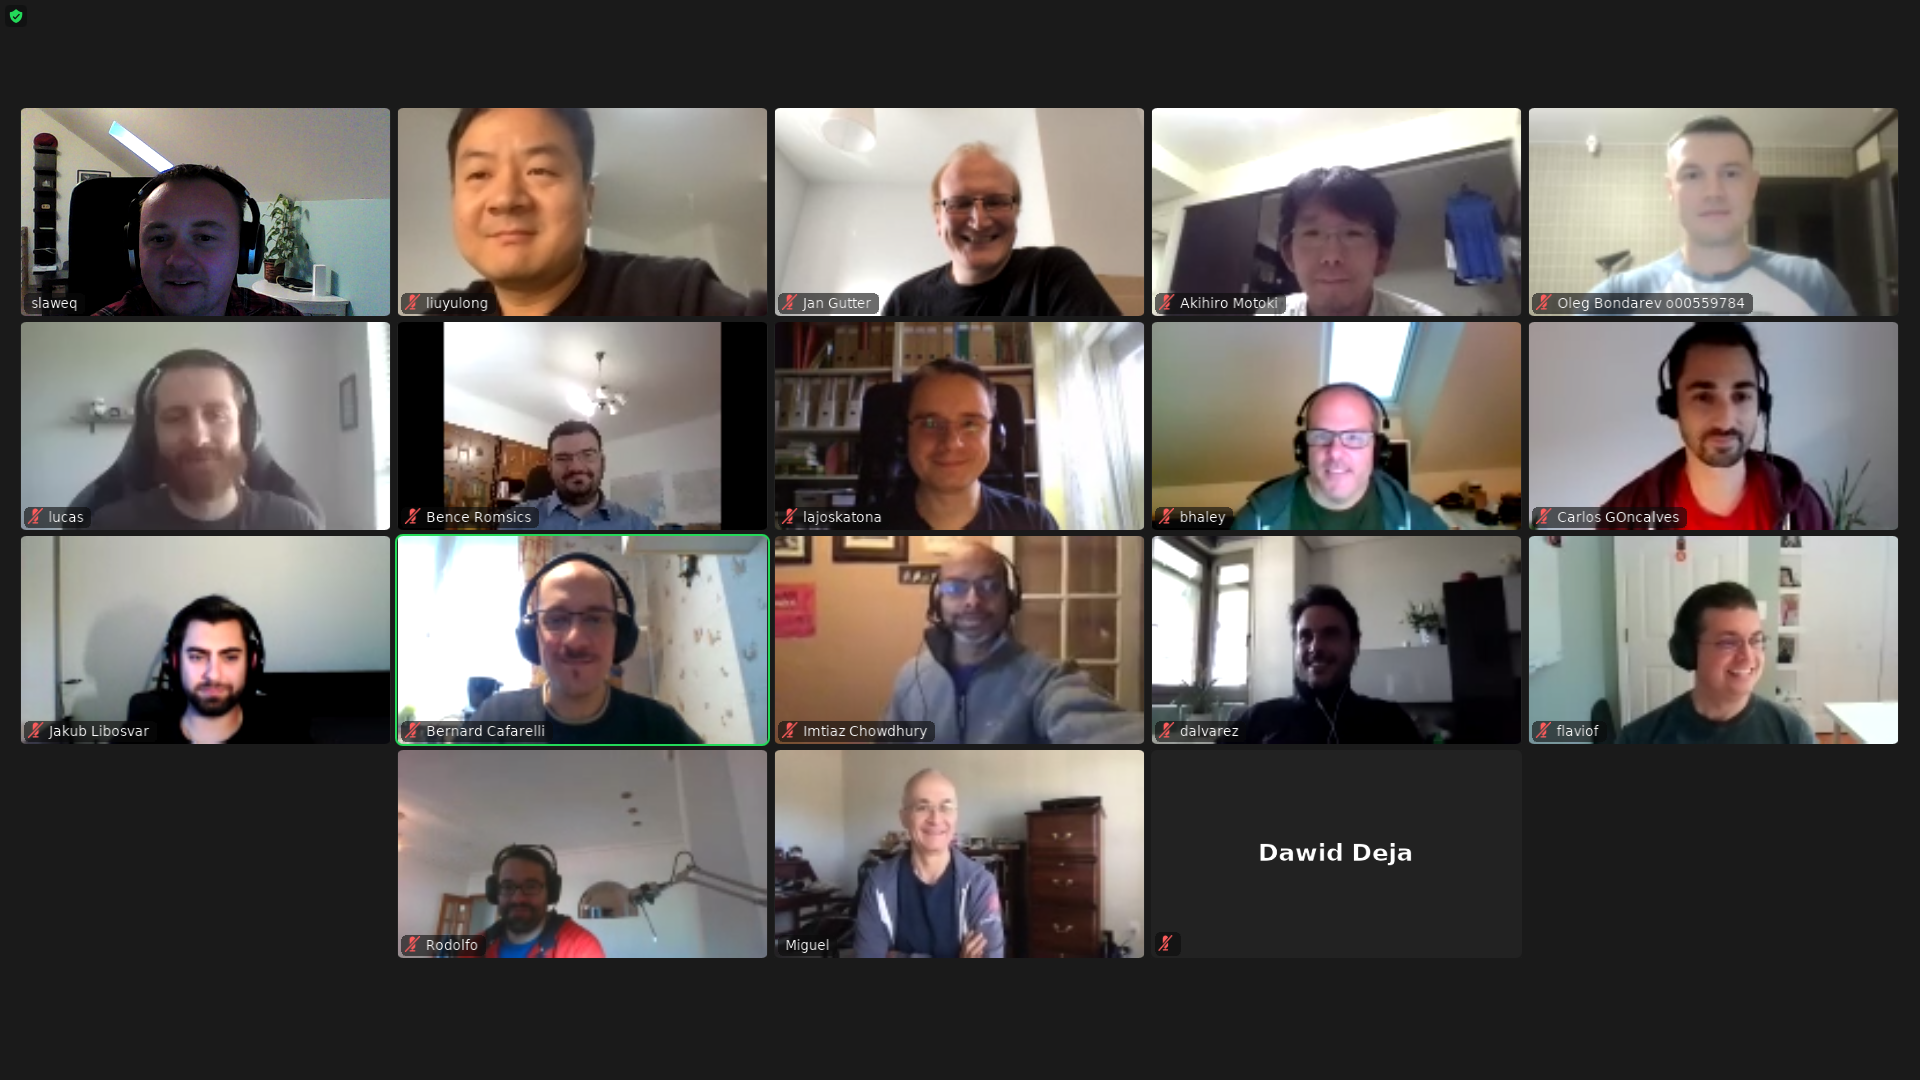 slaweq
liuyulong
Jan Gutter
Akihiro Motoki
Oleg Bondarev o00559784
lucas
Bence Romsics
lajoskatona
bhaley
Carlos GOncalves
Jakub Libosvar
Bernard Cafarelli
Imtiaz Chowdhury
dalvarez
flaviof
Rodolfo
Miguel
Dawid Deja